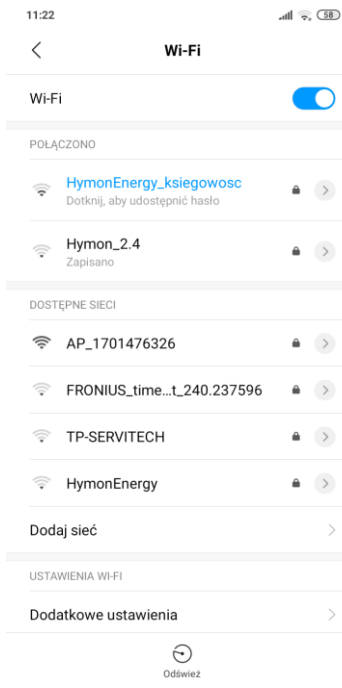 11:22
58
Wi-Fi
Wi-Fi
POŁĄCZONO
HymonEnergy_ksiegowosc
Dotknij, aby udostępnić hasło
Hymon_2.4
Zapisano
DOSTĘPNE SIECI
AP_1701476326
FRONIUS_time...t_240.237596
TP-SERVITECH
HymonEnergy
Dodaj sieć
USTAWIENIA WI-FI
Dodatkowe ustawienia
Odśwież